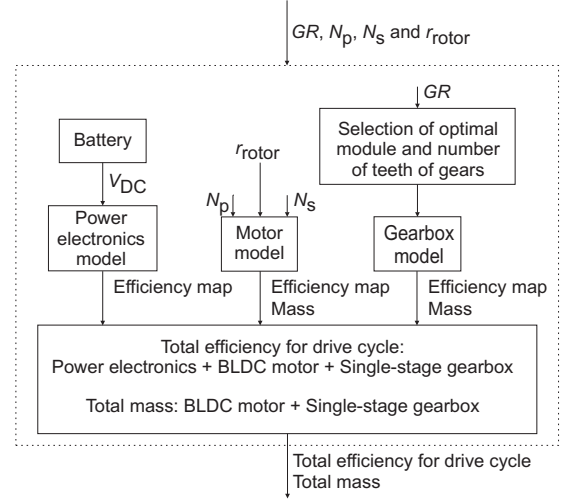 GR, Np, Ns and rrotor
GR
Battery
Selection of optimal
module and number
of teeth of gears
rrotor
VDC
Np
Ns
Power
electronics
model
Motor
model
Gearbox
model
Efficiency map
Efficiency map
Mass
Efficiency map
Mass
Total efficiency for drive cycle:
Power electronics + BLDC motor + Single-stage gearbox
Total mass: BLDC motor + Single-stage gearbox
Total efficiency for drive cycle
Total mass